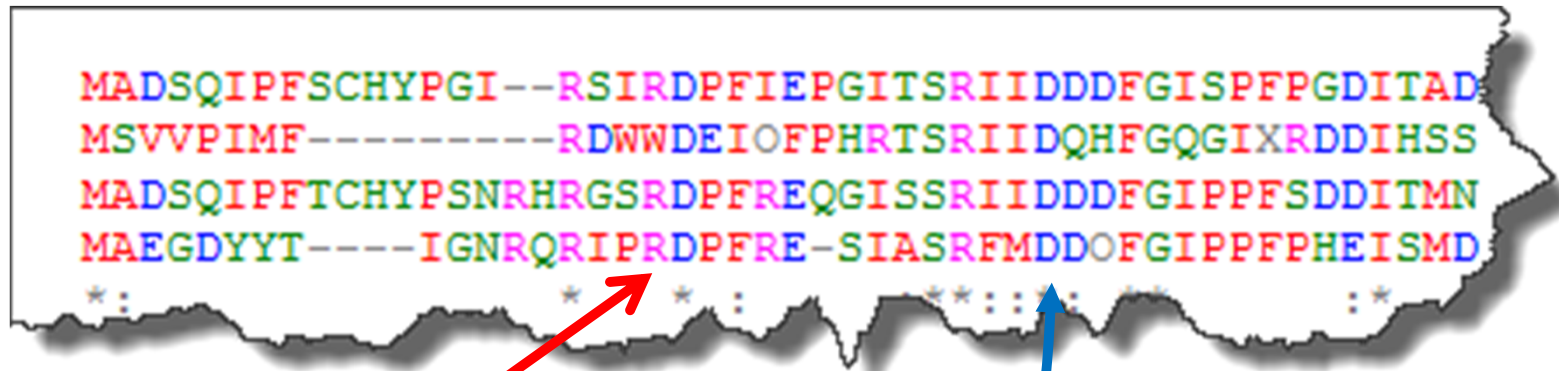 MADSQIPFSCHYPGI--RSIRDPFIEPGITSRIIDDDFGISPFPGDITAD
MSVVPIMF---------RDWWDEIOFPHRTSRIIDQHFGQGIXRDDIHSS
MADSQIPFTCHYPSNRHRGSRDPFREQGISSRIIDDDFGIPPFSDDITMN
MAEGDYYT----IGNRQRIPRDPFRE-SIASRFMDDOFGIPPFPHEISMD
*:               *   * :      **::*: **      :*